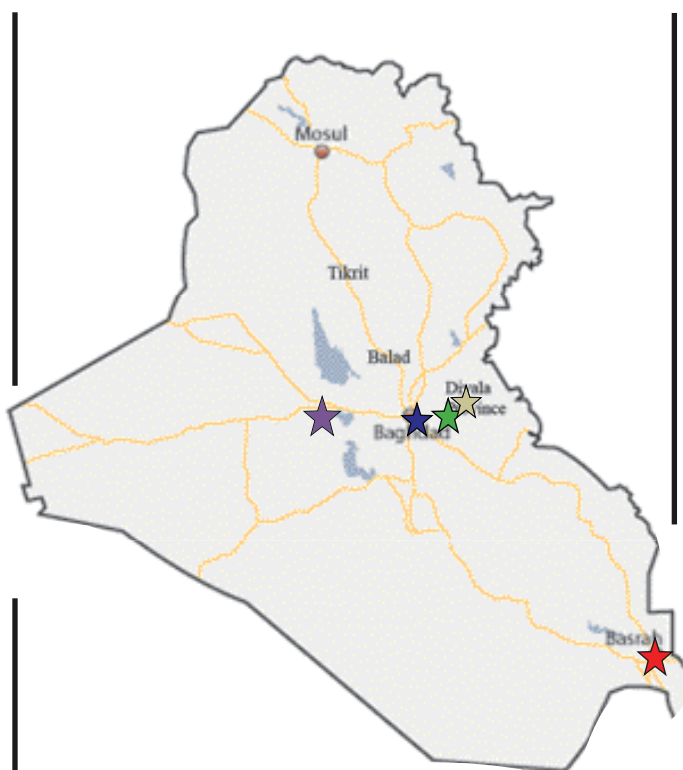 Mosul
Tikrit
Balad
Diyala
Province
Baghdad
Basrah